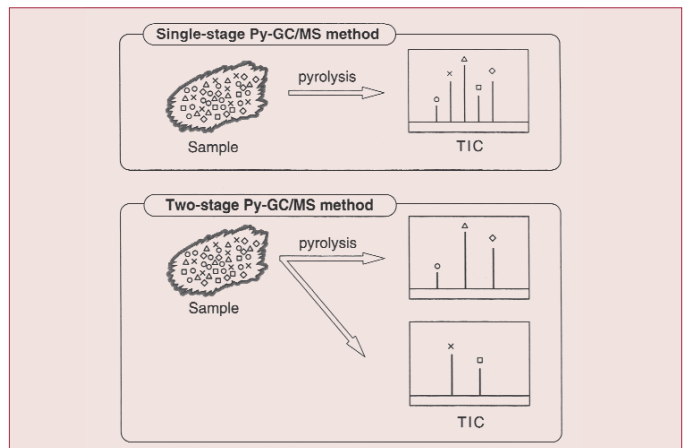 Single-stage Py-GC/MS method
pyrolysis
Sample
TIC
Two-stage Py-GC/MS method
pyrolysis
Sample
TIC